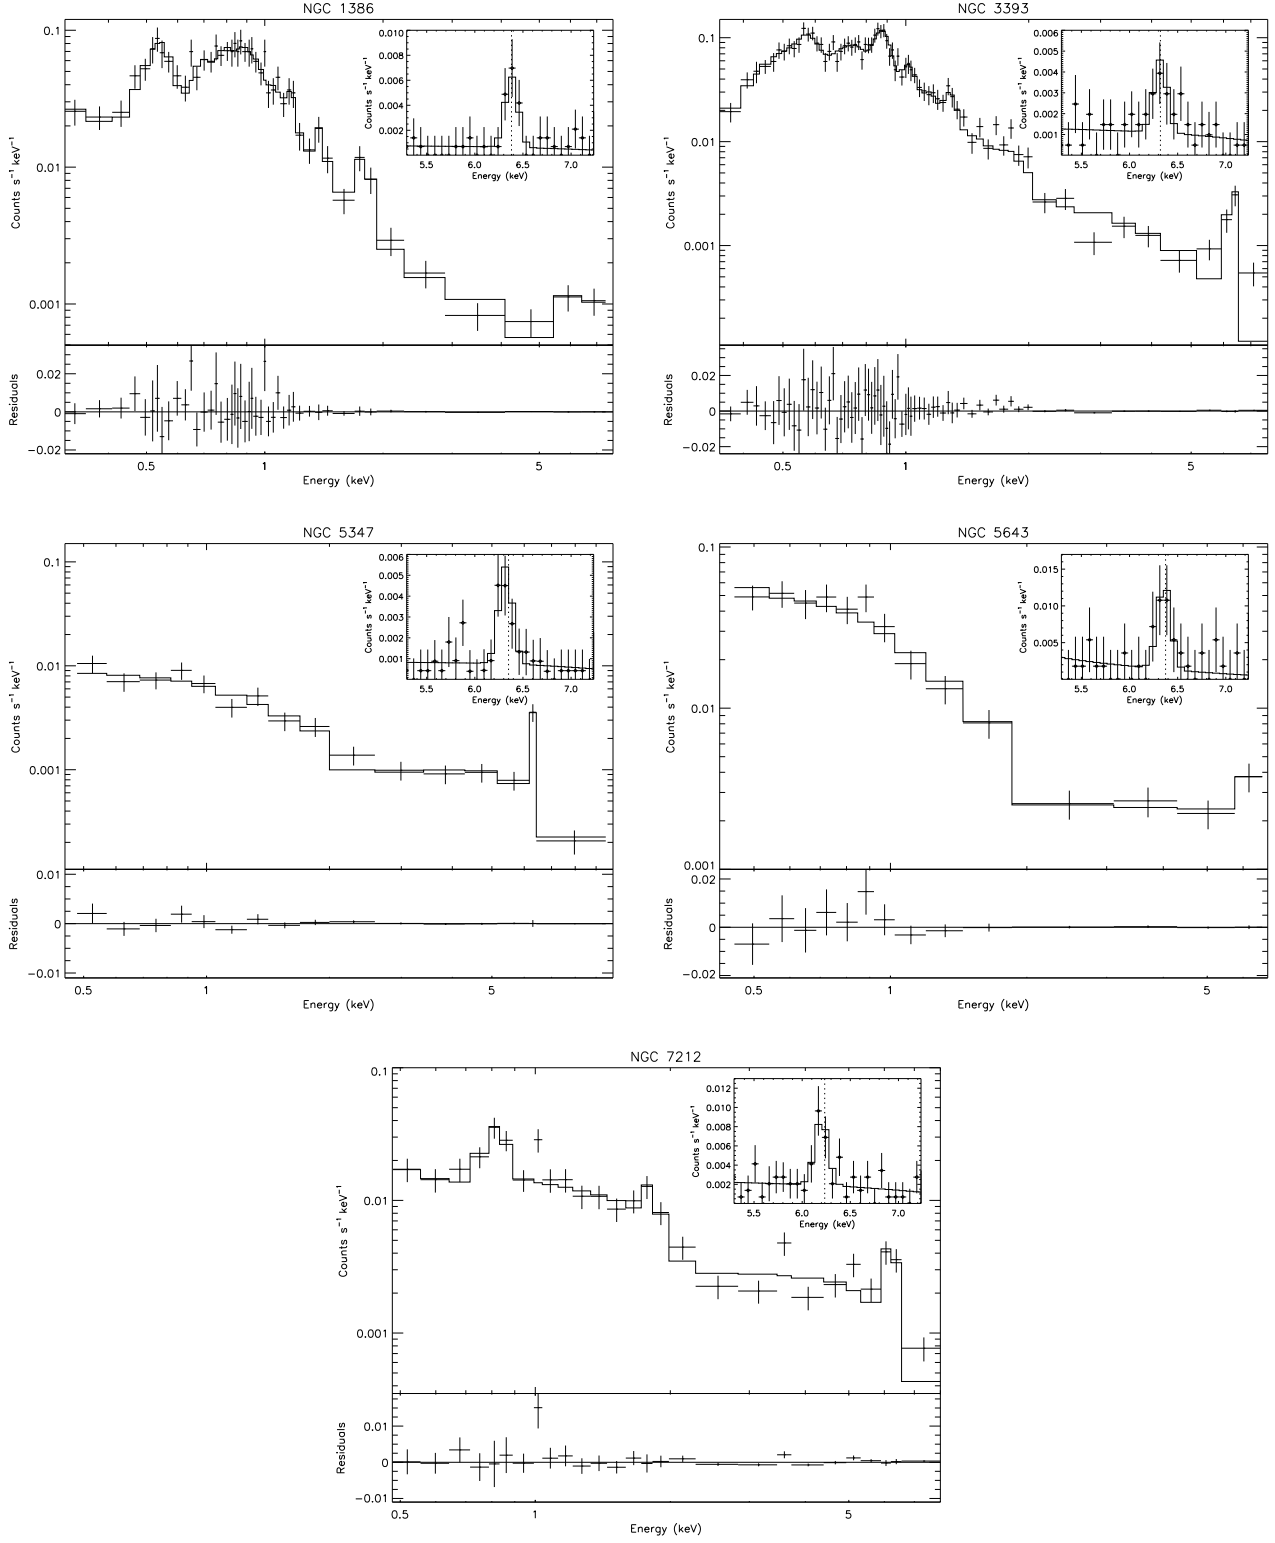 NGC 1386
0.1
0.01
0.001
Counts s⁻¹ keV⁻¹
0.010
0.008
0.006
0.004
0.002
Counts s⁻¹ keV⁻¹
5.5 6.0 6.5 7.0
Energy (keV)
0.02
0
−0.02
Residuals
0.5 1 5
Energy (keV)
NGC 3393
0.1
0.01
0.001
Counts s⁻¹ keV⁻¹
0.006
0.005
0.004
0.003
0.002
0.001
Counts s⁻¹ keV⁻¹
5.5 6.0 6.5 7.0
Energy (keV)
0.02
0
−0.02
Residuals
0.5 1 5
Energy (keV)
NGC 5347
0.1
0.01
0.001
Counts s⁻¹ keV⁻¹
0.006
0.005
0.004
0.003
0.002
0.001
Counts s⁻¹ keV⁻¹
5.5 6.0 6.5 7.0
Energy (keV)
0.01
0
−0.01
Residuals
0.5 1 5
Energy (keV)
NGC 5643
0.1
0.01
0.001
Counts s⁻¹ keV⁻¹
0.015
0.010
0.005
Counts s⁻¹ keV⁻¹
5.5 6.0 6.5 7.0
Energy (keV)
0.02
0
−0.02
Residuals
0.5 1 5
Energy (keV)
NGC 7212
0.1
0.01
0.001
Counts s⁻¹ keV⁻¹
0.012
0.010
0.008
0.006
0.004
0.002
Counts s⁻¹ keV⁻¹
5.5 6.0 6.5 7.0
Energy (keV)
0.01
0
−0.01
Residuals
0.5 1 5
Energy (keV)